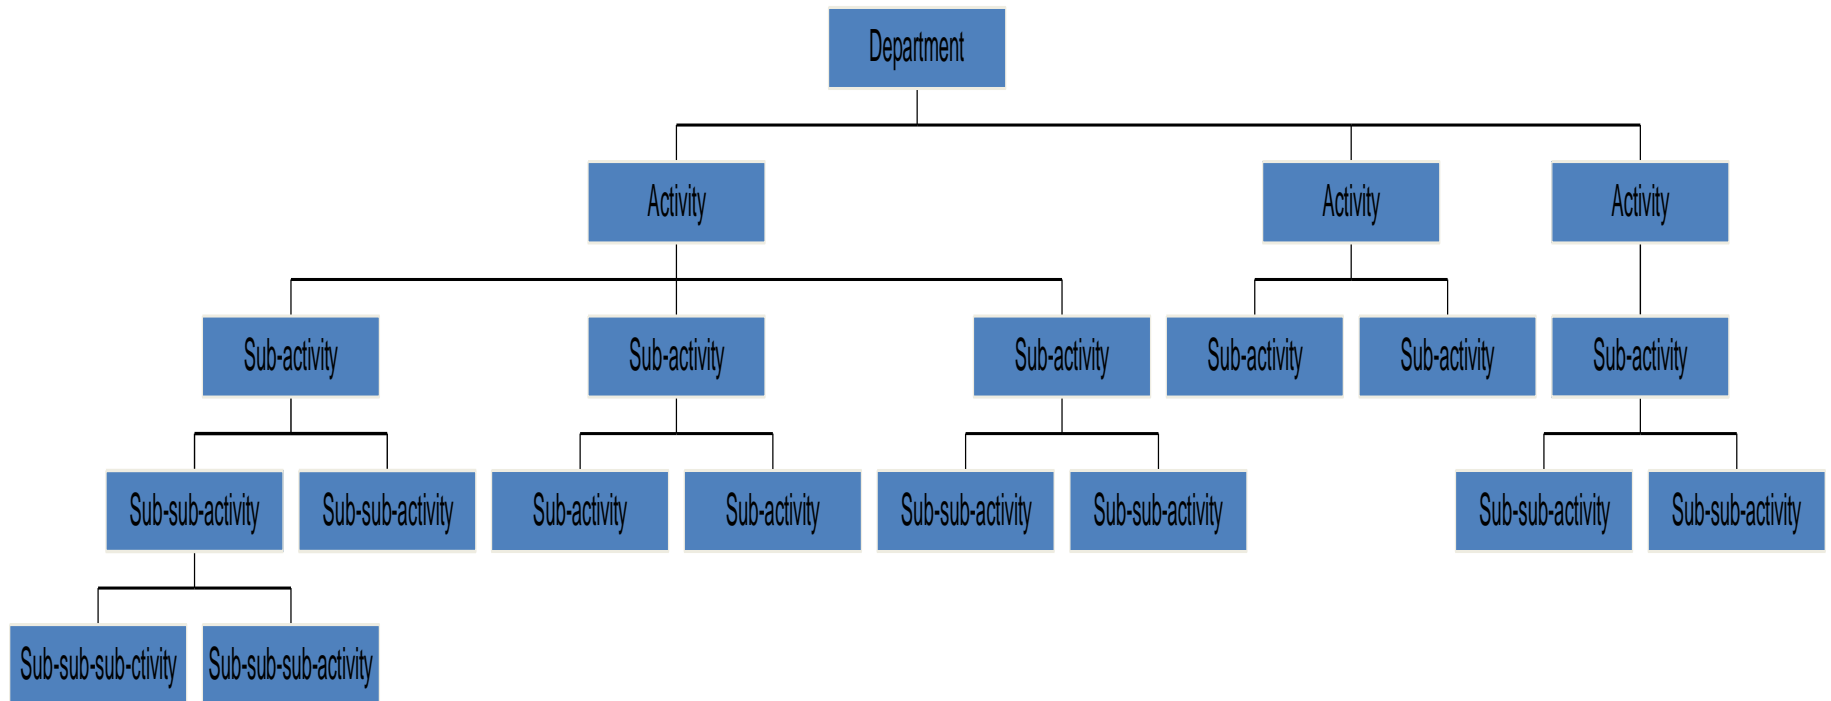 Department
Activity
Activity
Activity
Sub-activity
Sub-activity
Sub-activity
Sub-activity
Sub-activity
Sub-activity
Sub-sub-activity
Sub-sub-activity
Sub-activity
Sub-activity
Sub-sub-activity
Sub-sub-activity
Sub-sub-activity
Sub-sub-activity
Sub-sub-sub-ctivity
Sub-sub-sub-activity